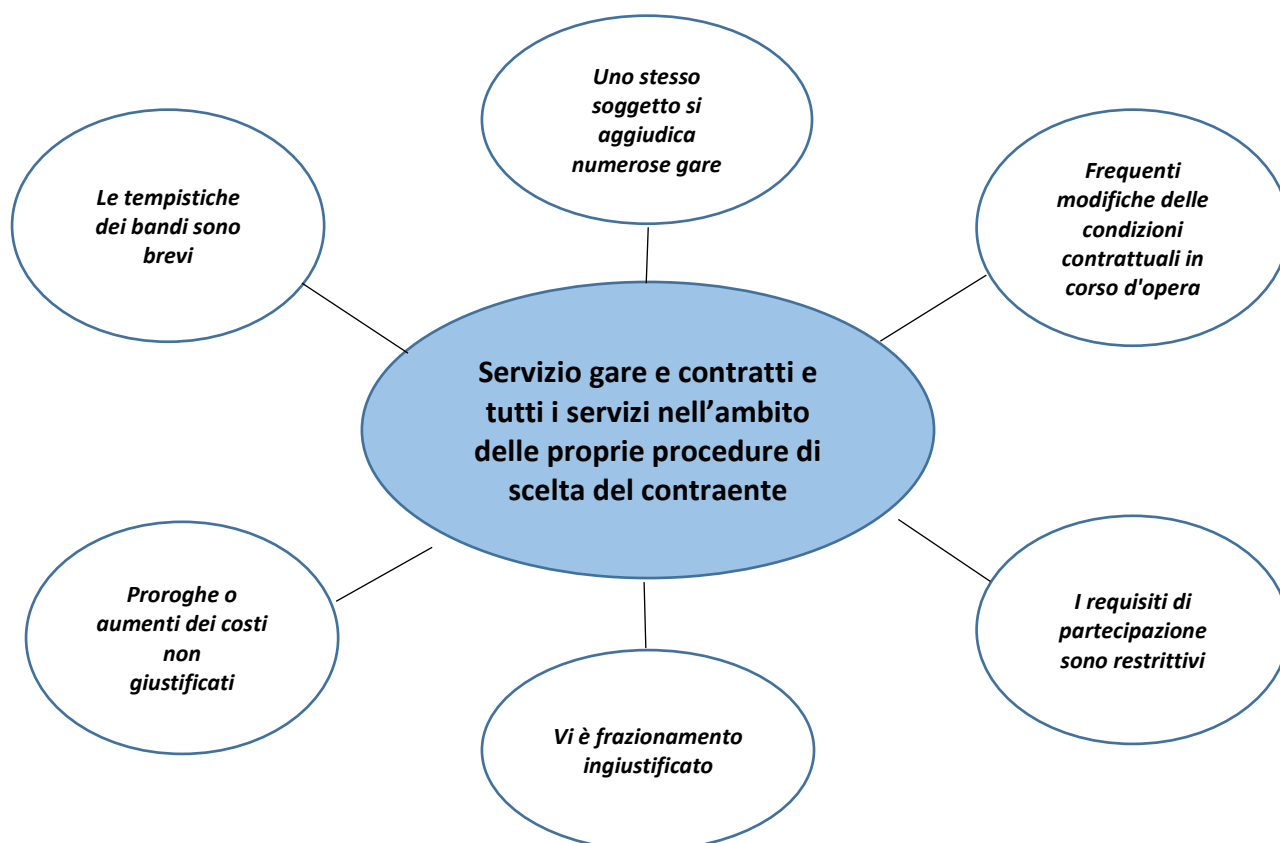 Uno stesso
soggetto si
aggiudica
numerose gare
Le tempistiche
dei bandi sono
brevi
Frequenti
modifiche delle
condizioni
contrattuali in
corso d'opera
Servizio gare e contratti e
tutti i servizi nell’ambito
delle proprie procedure di
scelta del contraente
Proroghe o
aumenti dei costi
non
giustificati
I requisiti di
partecipazione
sono restrittivi
Vi è frazionamento
ingiustificato